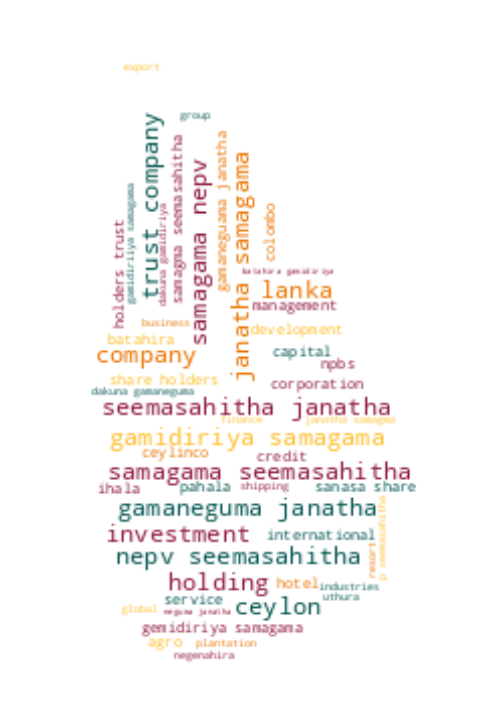 export
group
trust company
holders trust
gamidiriya samagama
dakuna gamidiriya
samagma seemasahitha
samagama nepv
gamaneguama janatha
janatha samagama
colombo
batahira gamidiriya
lanka
management
business
development
batahira
capital
company
npbs
share holders
corporation
dakuna gamaneguma
seemasahitha janatha
finance
janatha samagma
gamidiriya samagama
ceylinco
credit
samagama seemasahitha
ihala
pahala
shipping
sanasa share
gamaneguma janatha
p seemasahitha
investment
international
nepv seemasahitha
resort
holding
hotel
industries
service
uthura
global
neguma janatha
ceylon
gemidiriya samagama
agro
plantation
negenahira